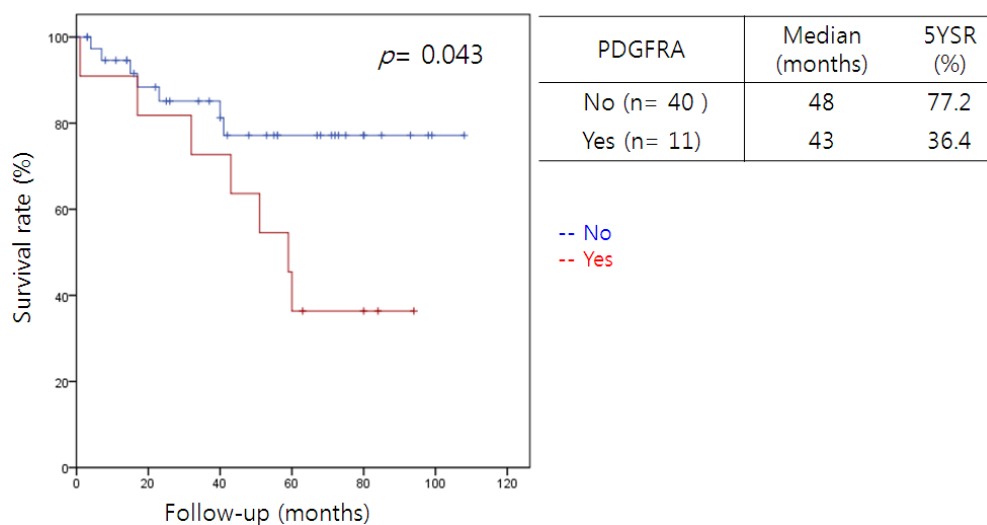 p= 0.043
100
80
60
40
20
0
0 20 40 60 80 100 120
Survival rate (%)
Follow-up (months)
PDGFRA Median (months) 5YSR (%)
No (n= 40 ) 48 77.2
Yes (n= 11) 43 36.4
-- No
-- Yes